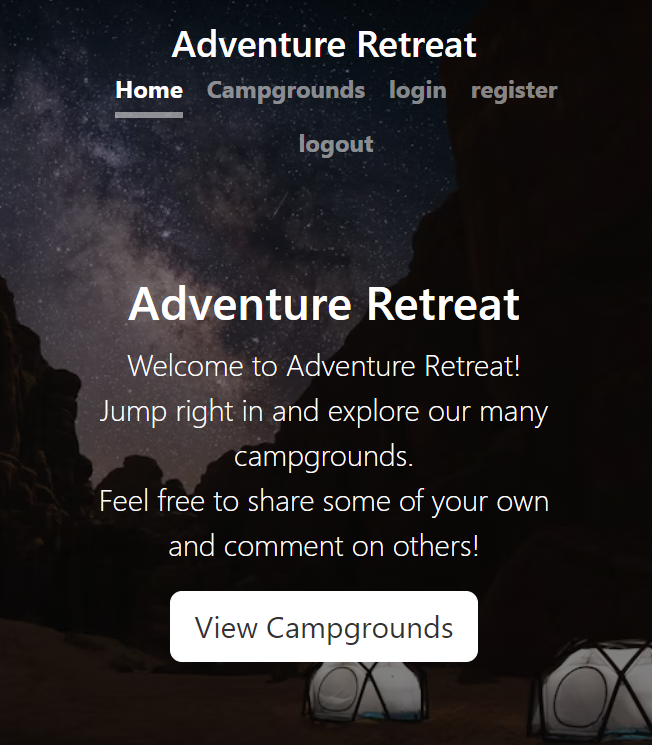 Adventure Retreat
Home Campgrounds login register
logout
Adventure Retreat
Welcome to Adventure Retreat!
Jump right in and explore our many
campgrounds.
Feel free to share some of your own
and comment on others!
View Campgrounds